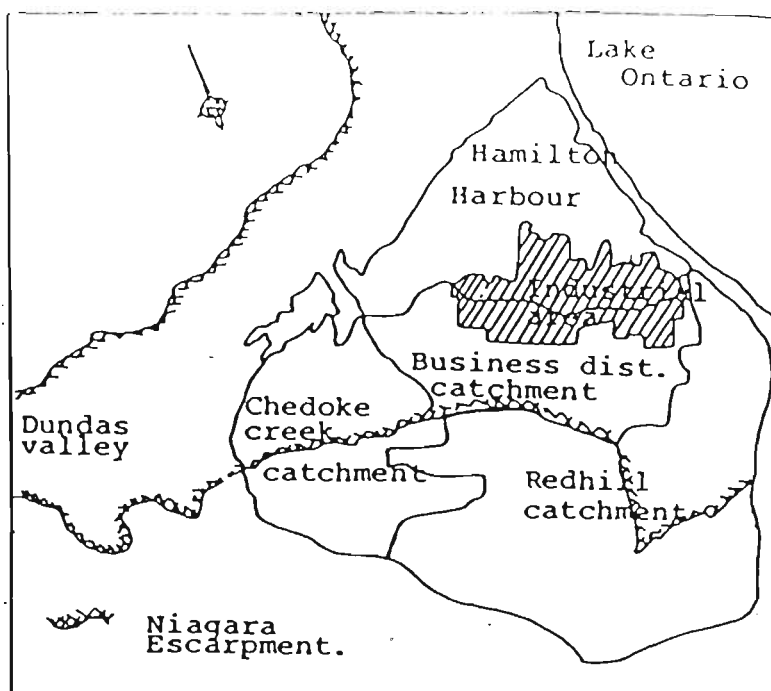 Lake
Ontario
Hamilton
Harbour
Industrial
area
Business dist.
catchment
Chedoke
creek
catchment
Dundas
valley
Redhill
catchment
Niagara
Escarpment.